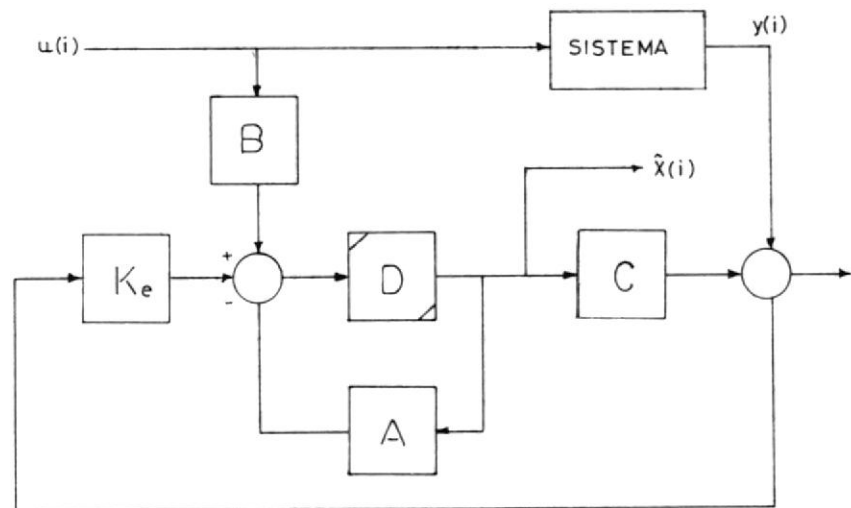 u(i)
SISTEMA
y(i)
B
x̂(i)
Ke
+
-
D
C
A